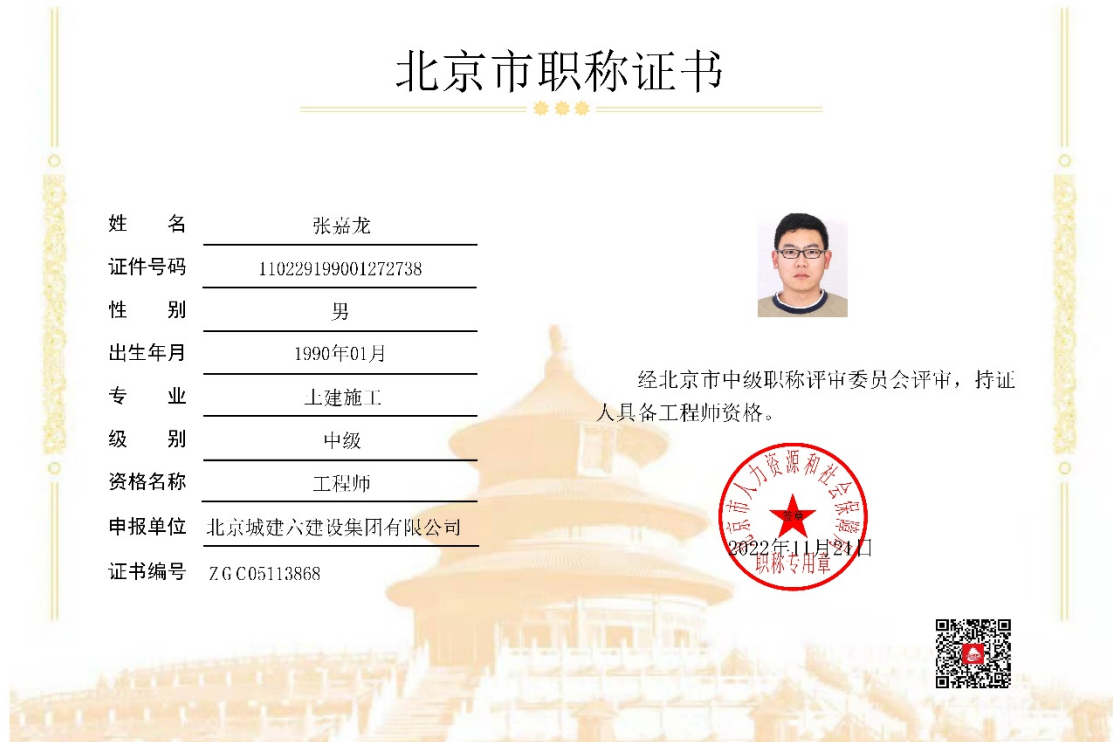 北京市职称证书
姓 名 张嘉龙
证件号码 110229199001272738
性 别 男
出生年月 1990年01月
专 业 土建施工
级 别 中级
资格名称 工程师
申报单位 北京城建六建设集团有限公司
证书编号 ZGC05113868
经北京市中级职称评审委员会评审，持证
人具备工程师资格。
北京市人力资源和社会保障局
2022年11月21日
职称专用章